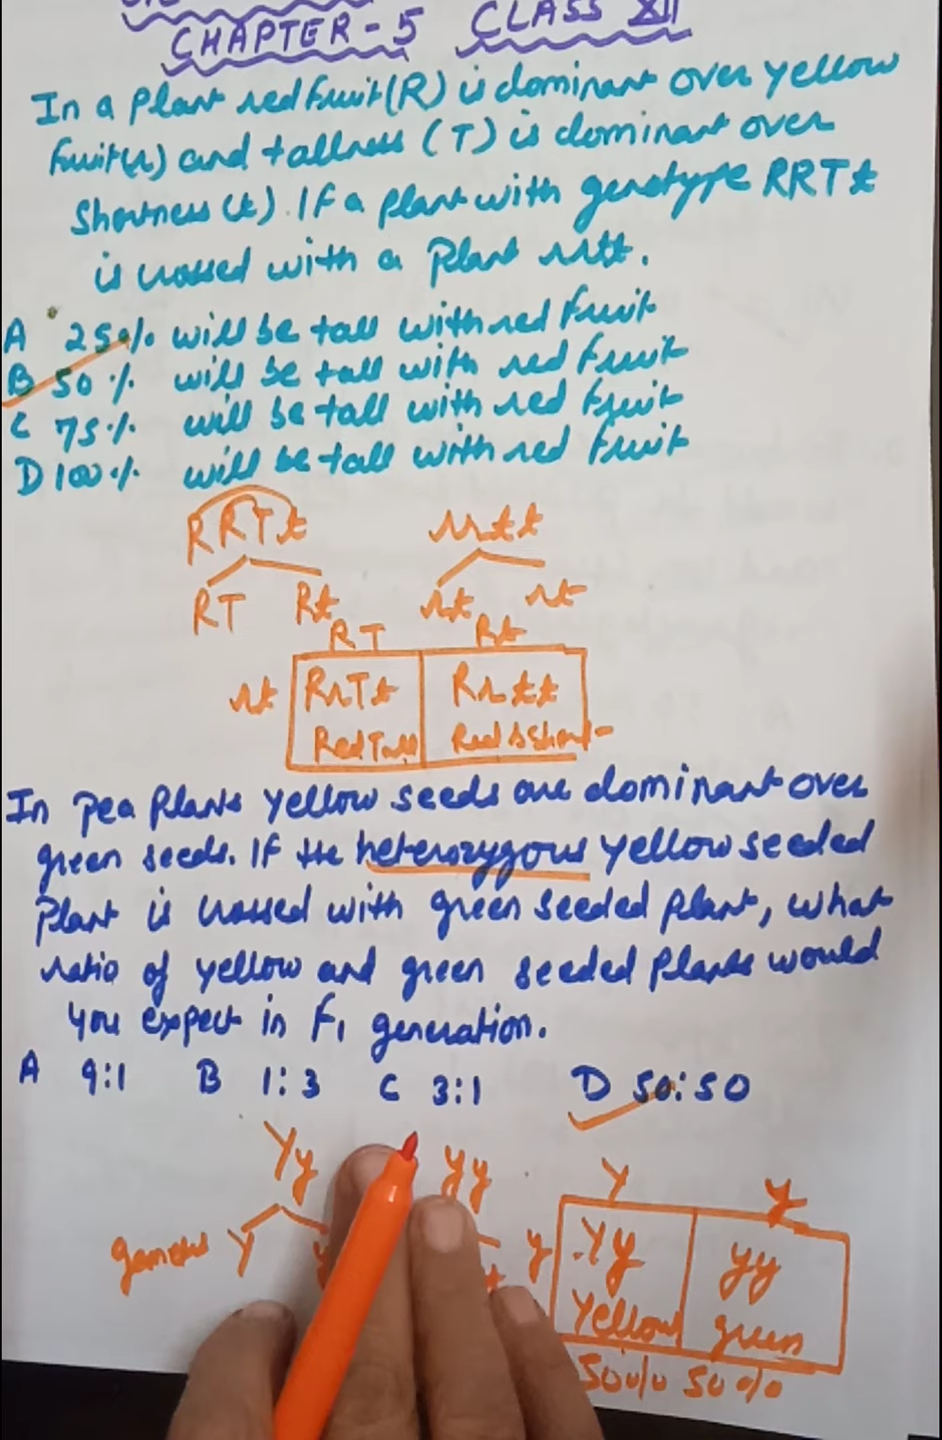 CHAPTER-5 CLASS XII
In a Plant red fruit (R) is dominant over yellow
fruit (r) and tallness (T) is dominant over
Shortness (t). If a plant with genotype RRTt
is crossed with a Plant rrtt.
A 25% will be tall with red fruit
B 50% will be tall with red fruit
C 75% will be tall with red fruit
D 100% will be tall with red fruit
RRTt rrtt
RT Rt rt rt
RT Rt
rt RrTt Rrtt
Red Tall Red & Short
In pea Plants yellow seeds are dominant over
green seeds. If the heterozygous yellow seeded
Plant is crossed with green seeded plant, what
ratio of yellow and green seeded Plants would
you expect in F1 generation.
A 9:1 B 1:3 C 3:1 D 50:50
Yy yy Y y
gametes Y y y Yy yy
Yellow green
50% 50%